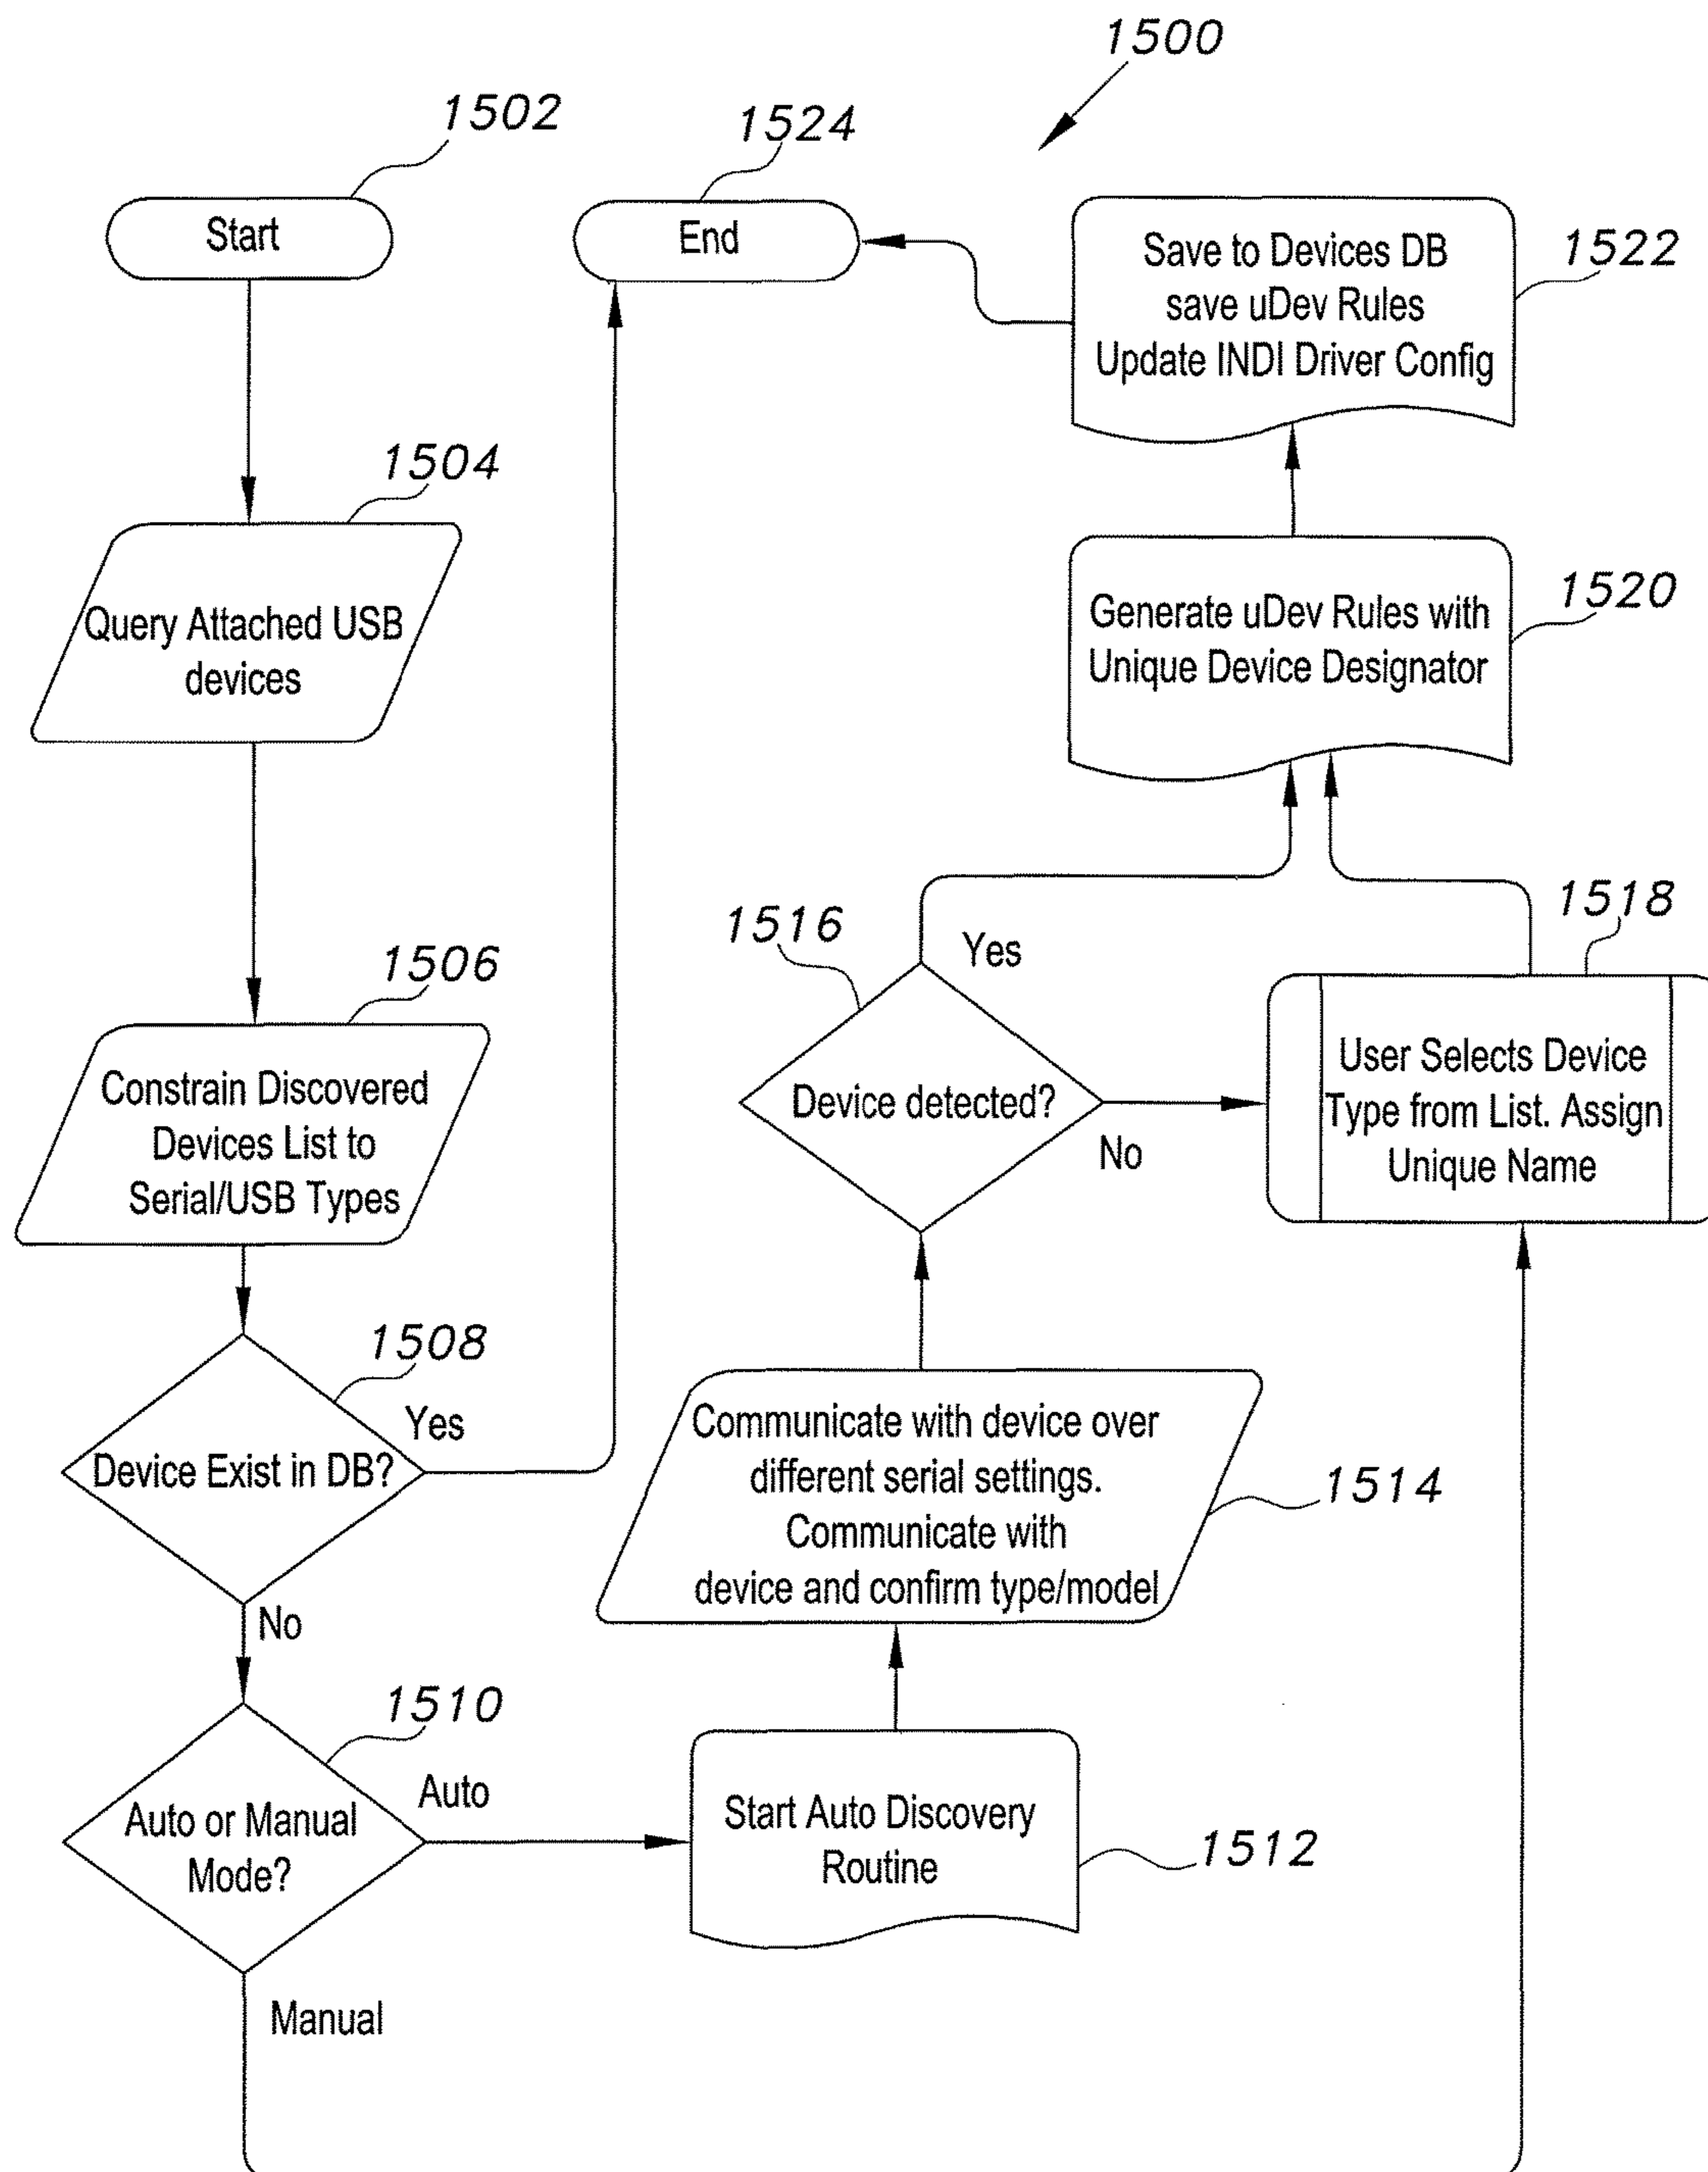 1500
1502
Start
1524
End
1522
Save to Devices DB
save uDev Rules
Update INDI Driver Config
1504
Query Attached USB
devices
1520
Generate uDev Rules with
Unique Device Designator
1506
Constrain Discovered
Devices List to
Serial/USB Types
1516
Yes
Device detected?
No
1518
User Selects Device
Type from List. Assign
Unique Name
1508
Yes
Device Exist in DB?
No
1514
Communicate with device over
different serial settings.
Communicate with
device and confirm type/model
1510
Auto
Auto or Manual
Mode?
Manual
1512
Start Auto Discovery
Routine